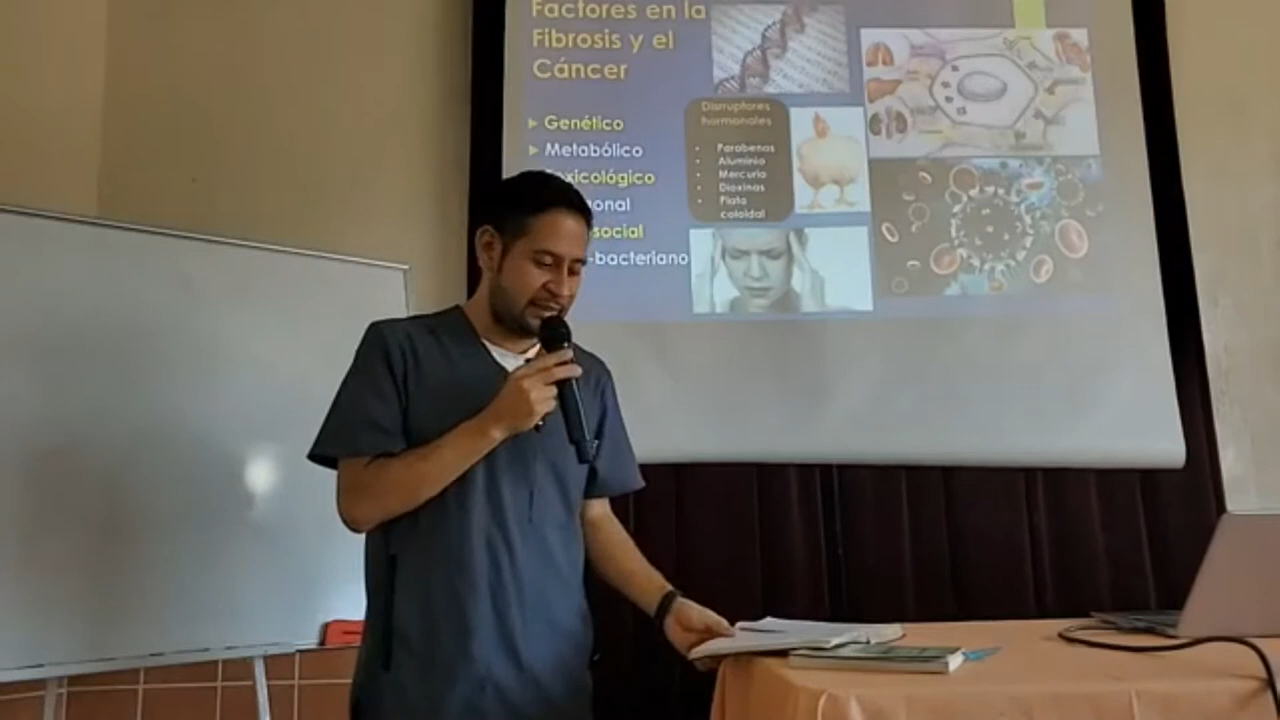 Factores en la
Fibrosis y el
Cáncer
Genético
Metabólico
oxicológico
onal
social
-bacteriano
Disruptores
hormonales
• Parabenos
• Aluminio
• Mercurio
• Dioxinas
• Plata
coloidal